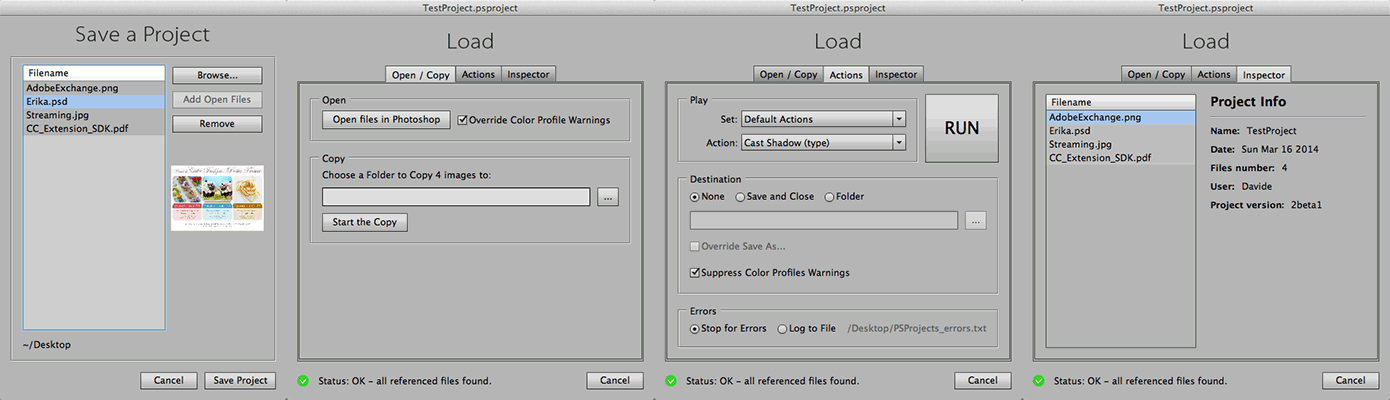 Save a Project
Filename
AdobeExchange.png
Erika.psd
Streaming.jpg
CC_Extension_SDK.pdf
Browse...
Add Open Files
Remove
~/Desktop
Cancel
Save Project
TestProject.psproject
Load
Open / Copy
Actions
Inspector
Open
Open files in Photoshop
Override Color Profile Warnings
Copy
Choose a Folder to Copy 4 images to:
...
Start the Copy
Status: OK - all referenced files found.
Cancel
TestProject.psproject
Load
Open / Copy
Actions
Inspector
Play
Set: Default Actions
Action: Cast Shadow (type)
RUN
Destination
None
Save and Close
Folder
...
Override Save As...
Suppress Color Profiles Warnings
Errors
Stop for Errors
Log to File
/Desktop/PSProjects_errors.txt
Status: OK - all referenced files found.
Cancel
TestProject.psproject
Load
Open / Copy
Actions
Inspector
Filename
AdobeExchange.png
Erika.psd
Streaming.jpg
CC_Extension_SDK.pdf
Project Info
Name: TestProject
Date: Sun Mar 16 2014
Files number: 4
User: Davide
Project version: 2beta1
Status: OK - all referenced files found.
Cancel